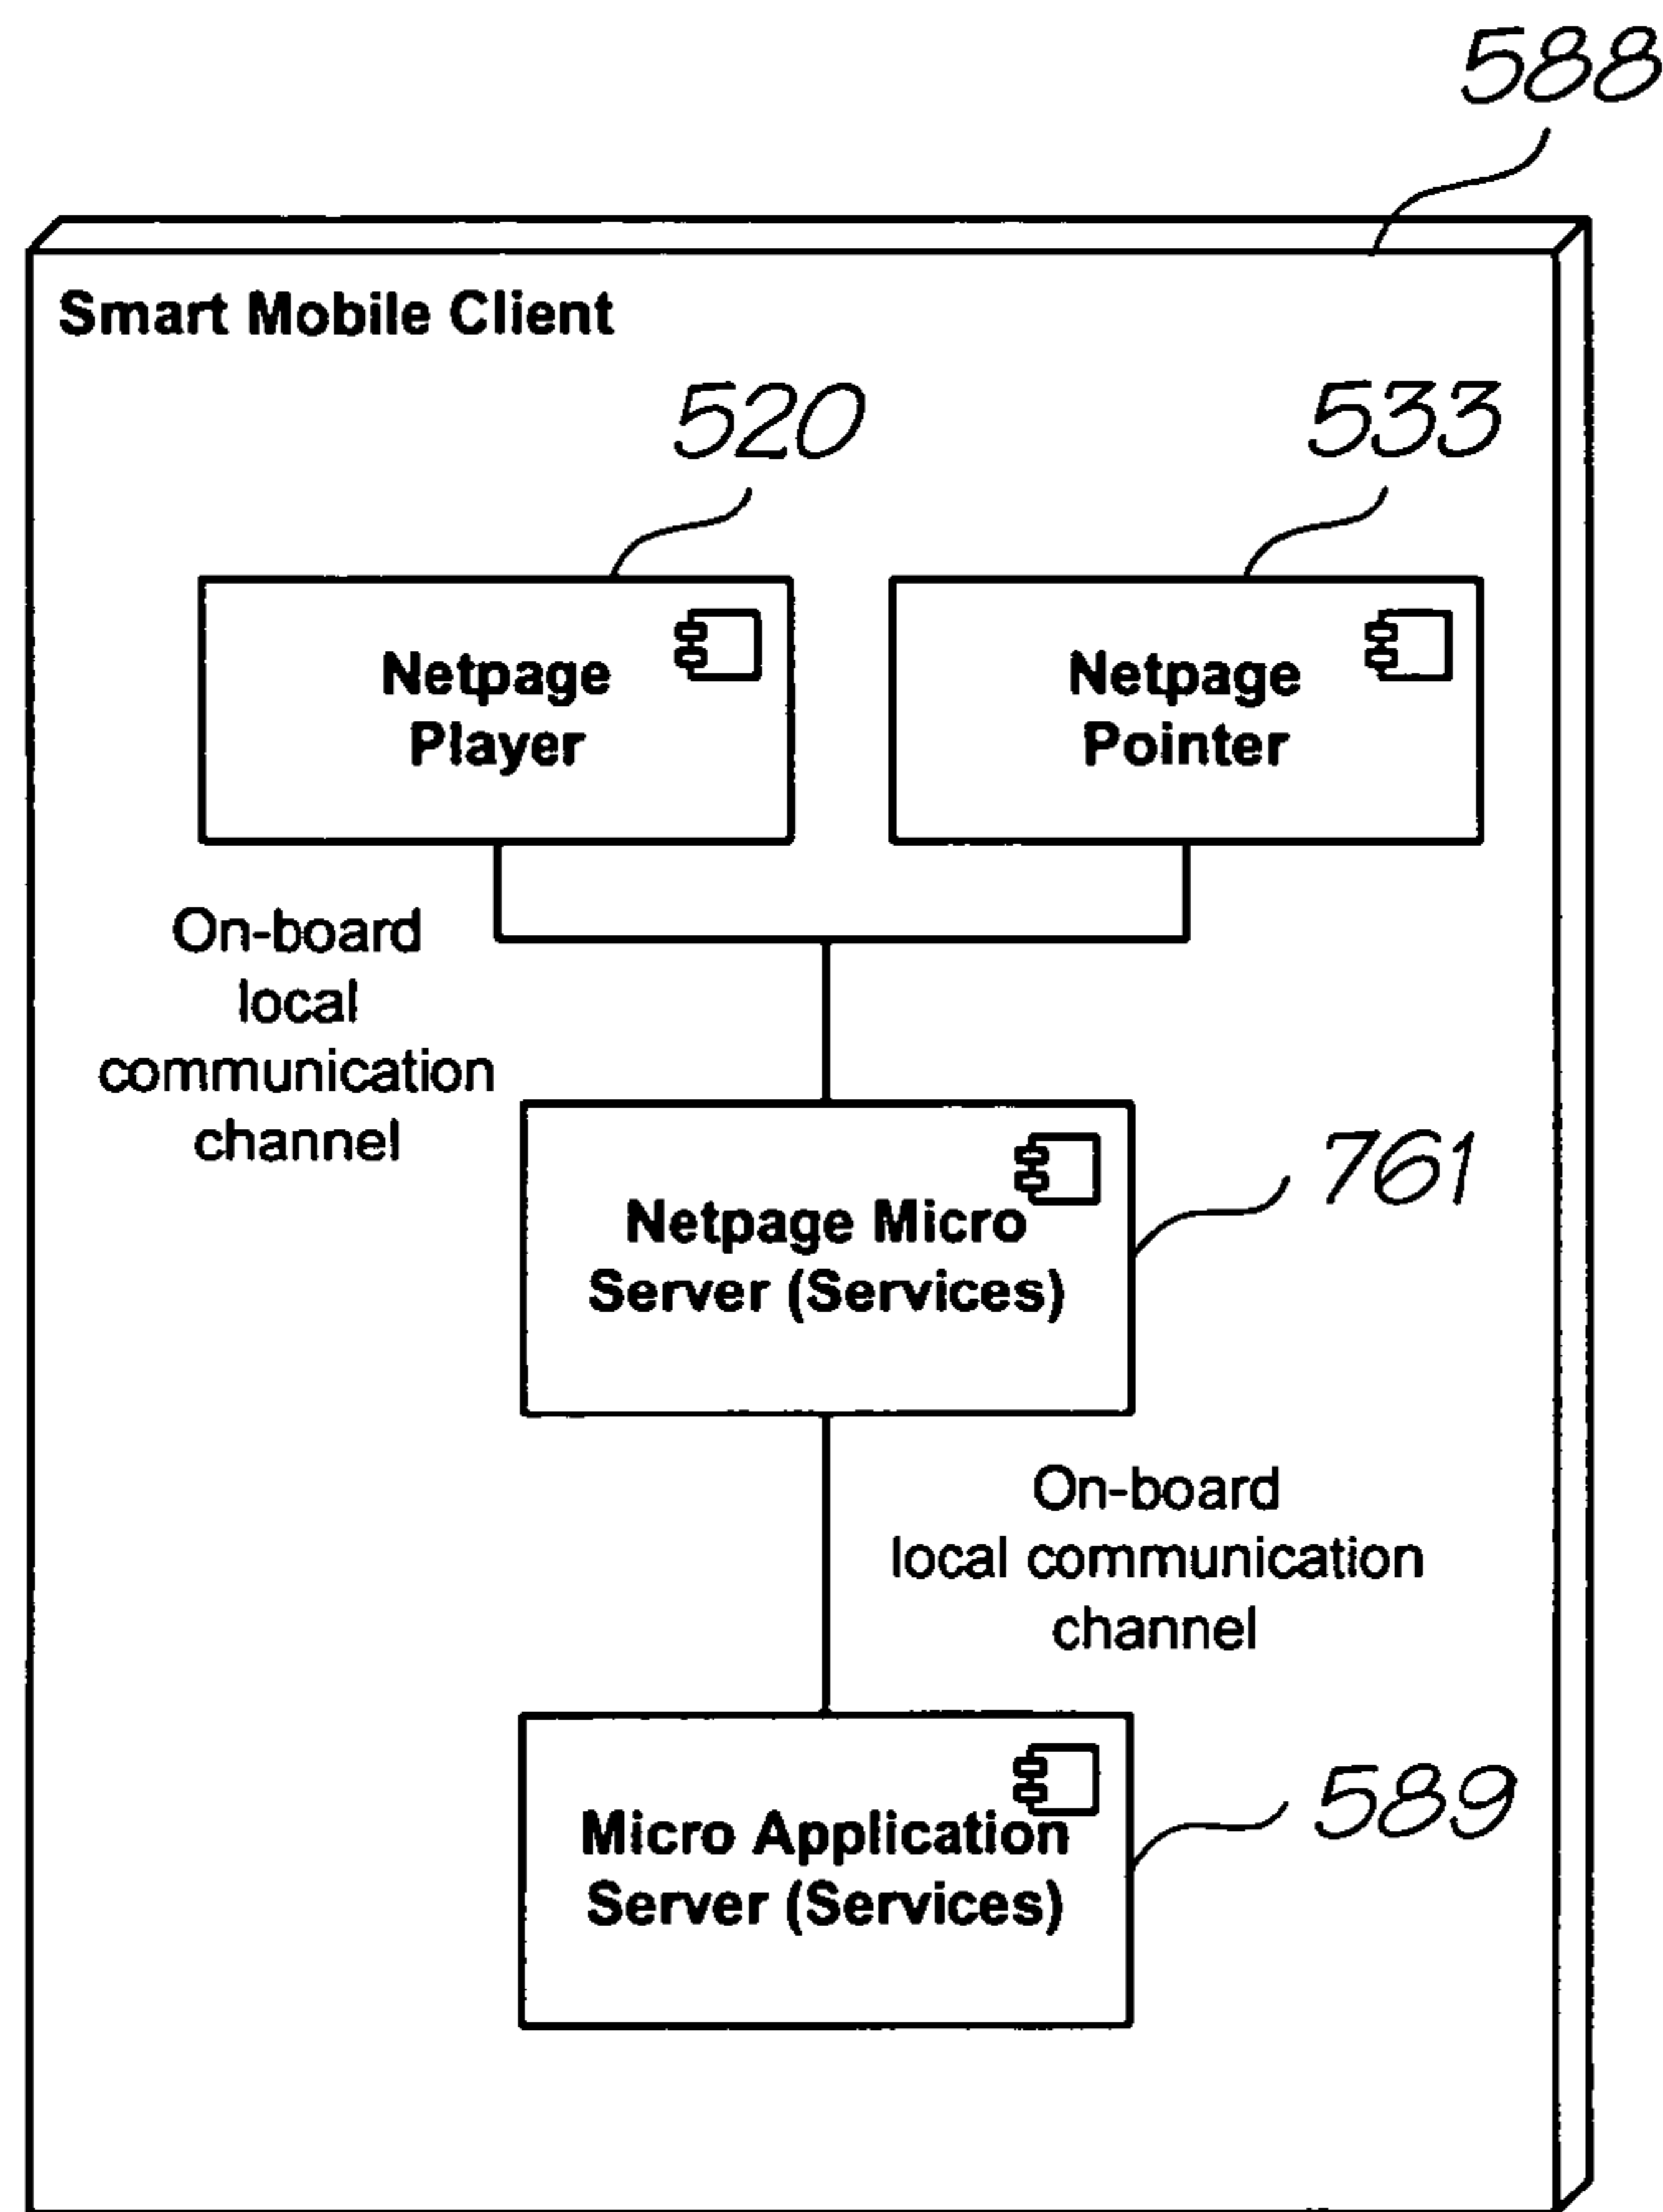 588
Smart Mobile Client
520
533
Netpage
Player
Netpage
Pointer
On-board
local
communication
channel
Netpage Micro
Server (Services)
761
On-board
local communication
channel
Micro Application
Server (Services)
589